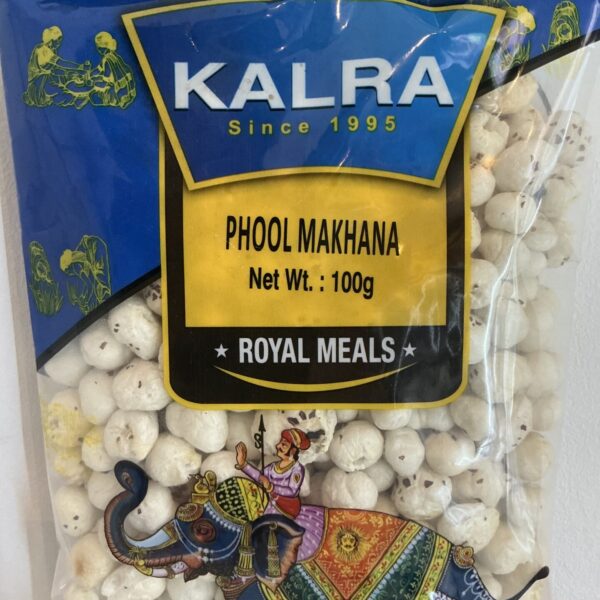 KALRA
Since 1995
PHOOL MAKHANA
Net Wt. : 100g
★ ROYAL MEALS ★